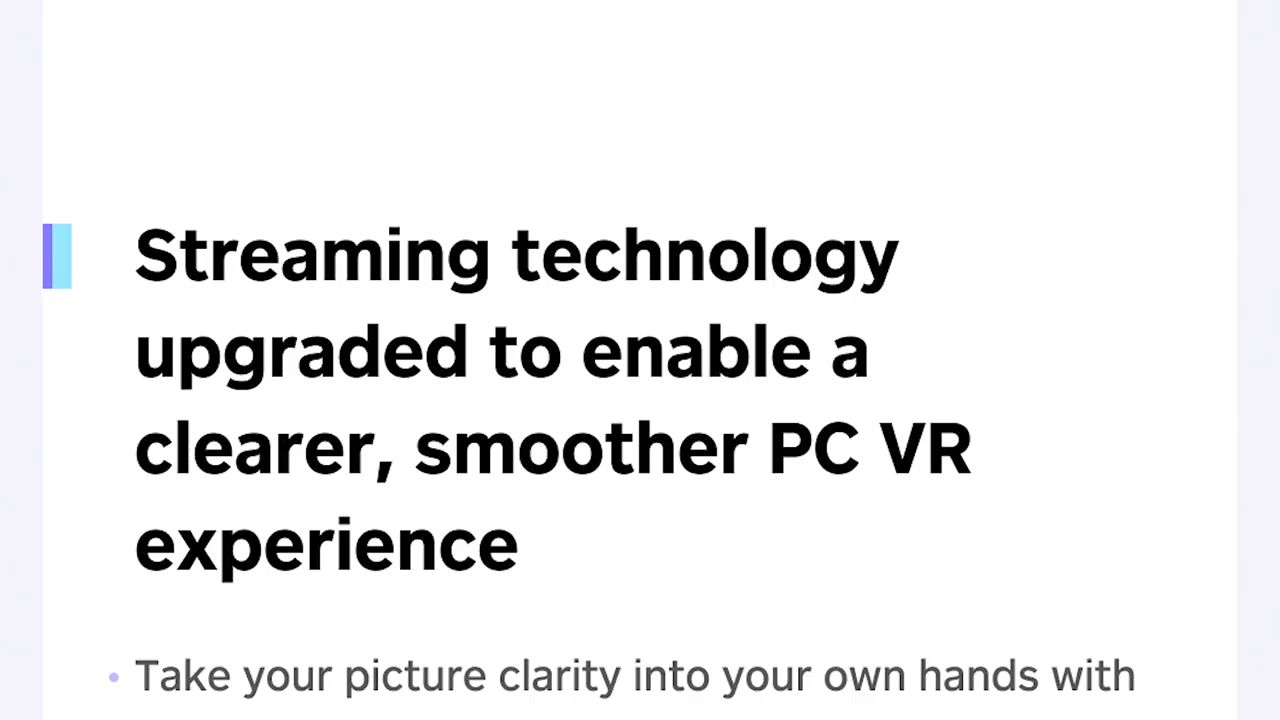 Streaming technology
upgraded to enable a
clearer, smoother PC VR
experience
• Take your picture clarity into your own hands with